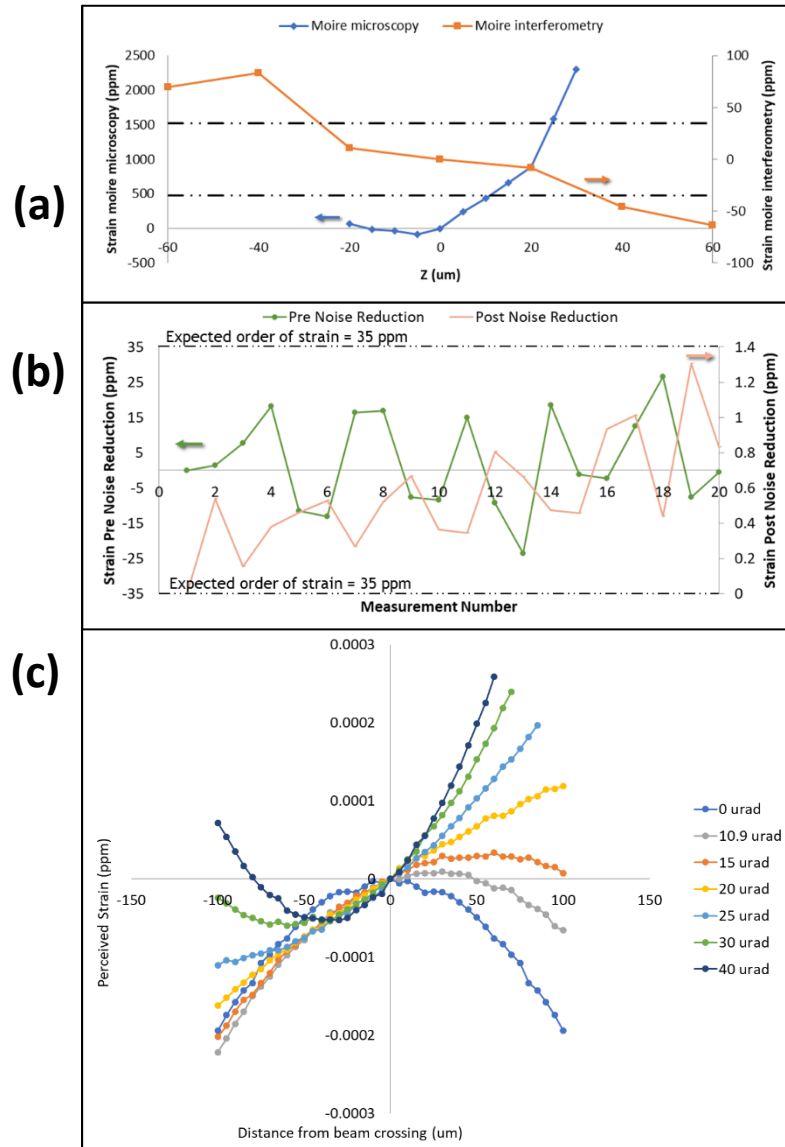 (a)
Moire microscopy
Moire interferometry
Strain moire microscopy (ppm)
2500
2000
1500
1000
500
0
-500
100
50
0
-50
-100
Strain moire interferometry (ppm)
-60
-40
-20
0
20
40
60
Z (um)
(b)
Pre Noise Reduction
Post Noise Reduction
Expected order of strain = 35 ppm
Strain Pre Noise Reduction (ppm)
35
25
15
5
-5
-15
-25
-35
0
2
4
6
8
10
12
14
16
18
20
1.4
1.2
1
0.8
0.6
0.4
0.2
0
Strain Post Noise Reduction (ppm)
Expected order of strain = 35 ppm
Measurement Number
(c)
Perceived Strain (ppm)
0.0003
0.0002
0.0001
0
-0.0001
-0.0002
-0.0003
-150
-100
-50
0
50
100
150
0 urad
10.9 urad
15 urad
20 urad
25 urad
30 urad
40 urad
Distance from beam crossing (um)